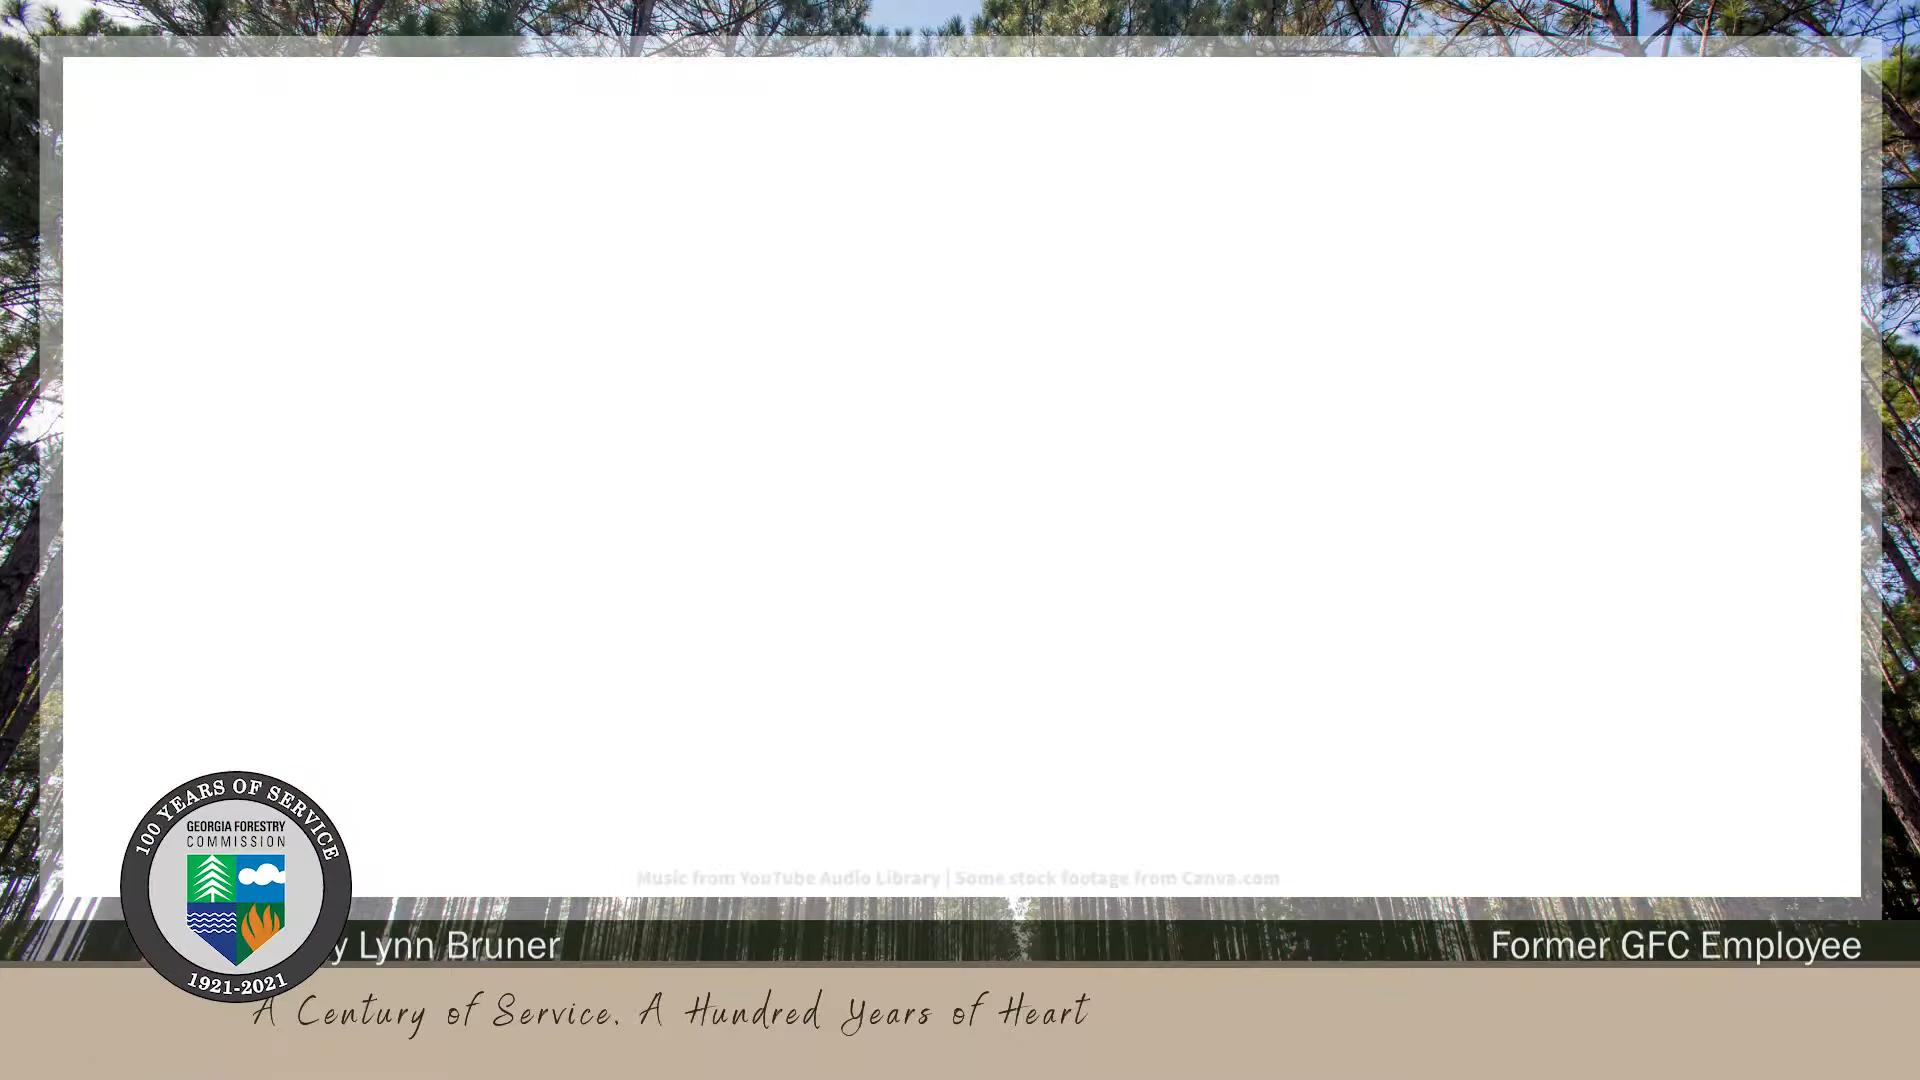 Music from YouTube Audio Library | Some stock footage from Canva.com
100 YEARS OF SERVICE
GEORGIA FORESTRY
COMMISSION
1921-2021
Lynn Bruner
Former GFC Employee
A Century of Service. A Hundred Years of Heart